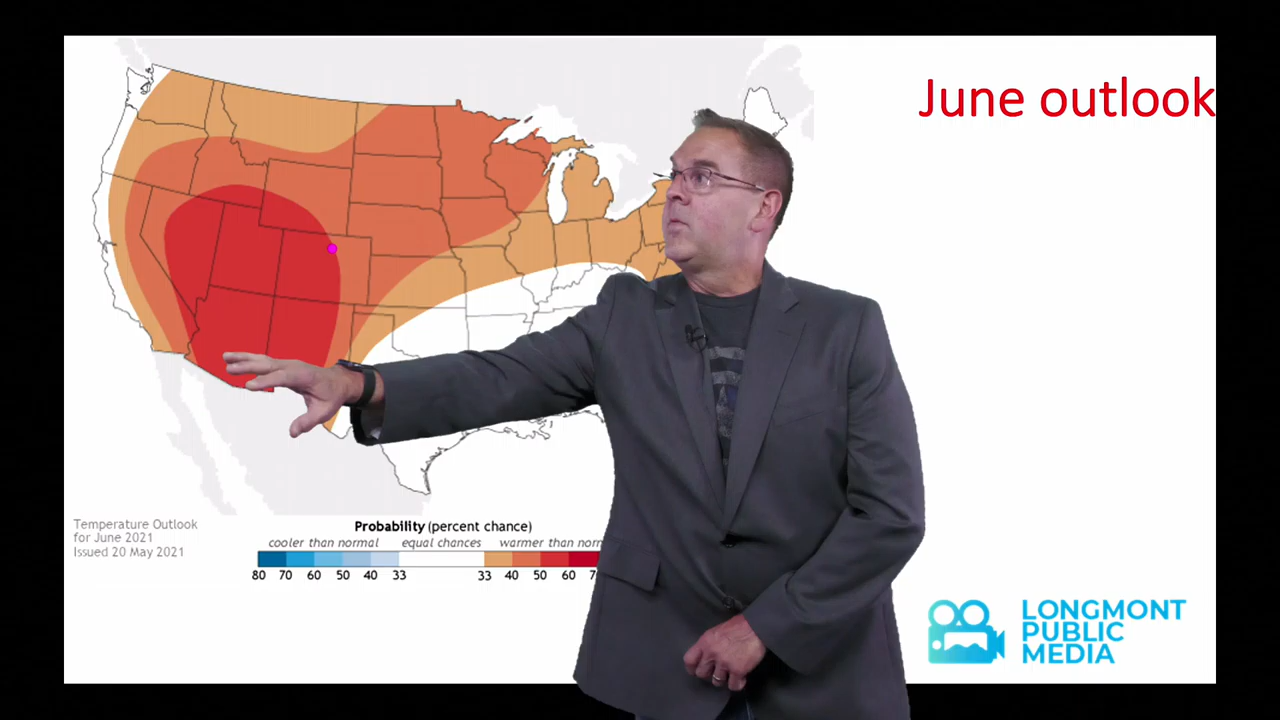 June outlook
Temperature Outlook
for June 2021
Issued 20 May 2021
Probability (percent chance)
cooler than normal equal chances warmer than norm
80 70 60 50 40 33 33 40 50 60 7
LONGMONT
PUBLIC
MEDIA